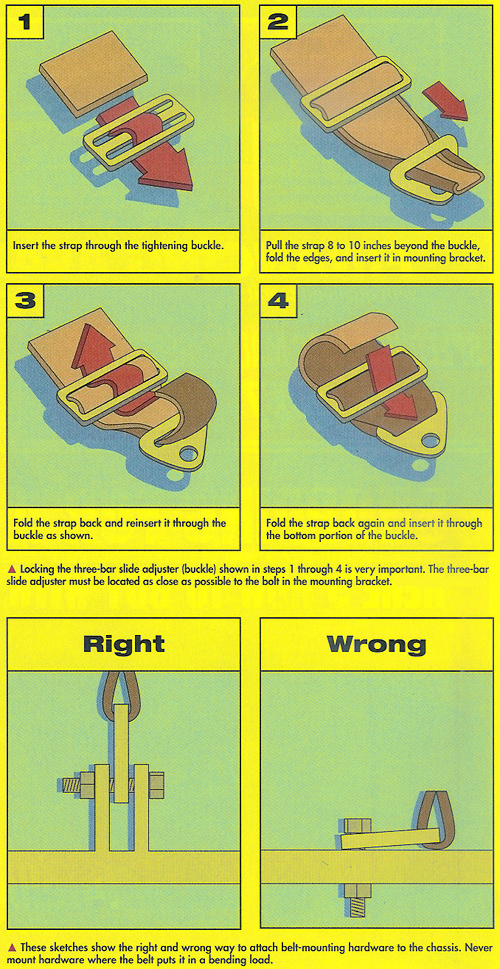 1
Insert the strap through the tightening buckle.
2
Pull the strap 8 to 10 inches beyond the buckle,
fold the edges, and insert it in mounting bracket.
3
Fold the strap back and reinsert it through the
buckle as shown.
4
Fold the strap back again and insert it through
the bottom portion of the buckle.
▲ Locking the three-bar slide adjuster (buckle) shown in steps 1 through 4 is very important. The three-bar
slide adjuster must be located as close as possible to the bolt in the mounting bracket.
Right
Wrong
▲ These sketches show the right and wrong way to attach belt-mounting hardware to the chassis. Never
mount hardware where the belt puts it in a bending load.